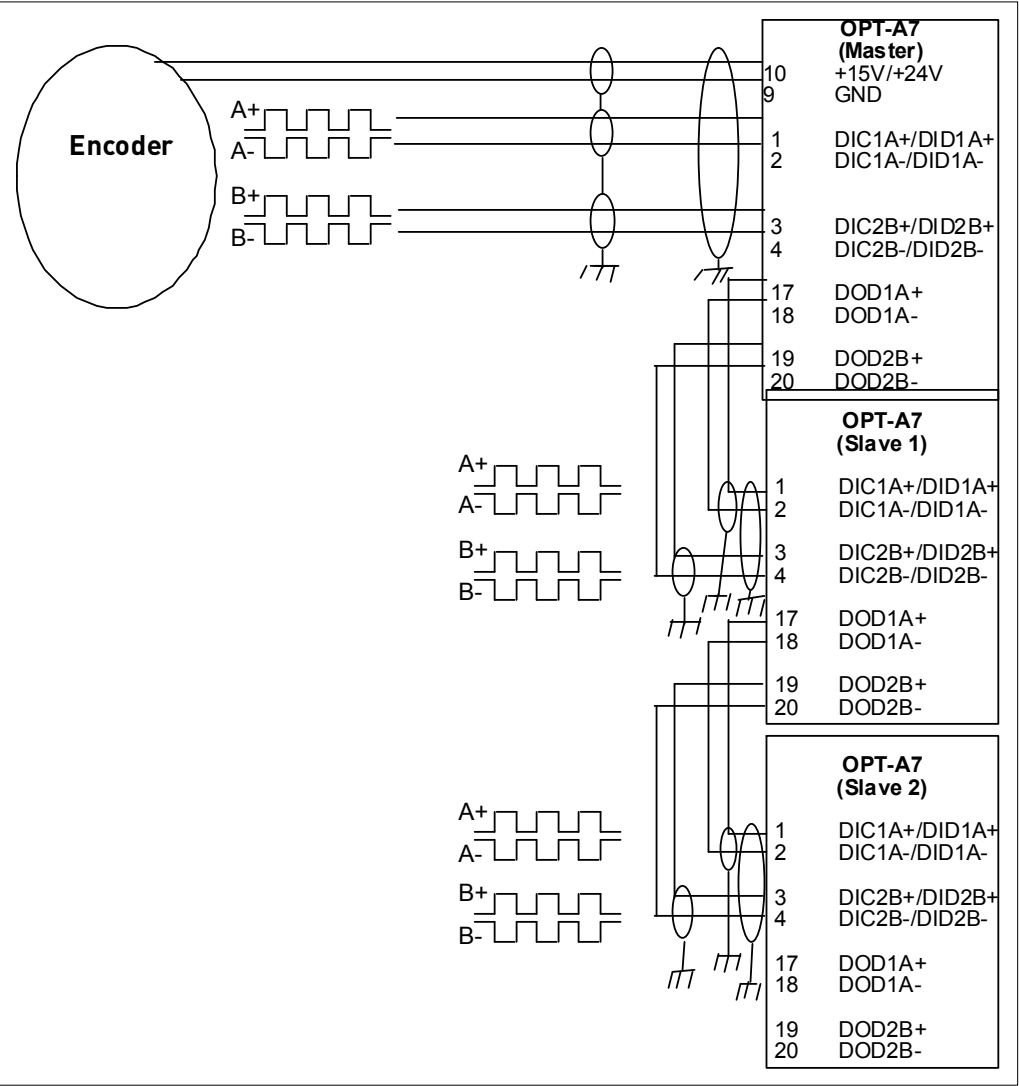 OPT-A7
(Master)
10 +15V/+24V
9 GND
A+
A-
Encoder
1 DIC1A+/DID1A+
2 DIC1A-/DID1A-
B+
B-
3 DIC2B+/DID2B+
4 DIC2B-/DID2B-
17 DOD1A+
18 DOD1A-
19 DOD2B+
20 DOD2B-
OPT-A7
(Slave 1)
A+
A-
1 DIC1A+/DID1A+
2 DIC1A-/DID1A-
B+
B-
3 DIC2B+/DID2B+
4 DIC2B-/DID2B-
17 DOD1A+
18 DOD1A-
19 DOD2B+
20 DOD2B-
OPT-A7
(Slave 2)
A+
A-
1 DIC1A+/DID1A+
2 DIC1A-/DID1A-
B+
B-
3 DIC2B+/DID2B+
4 DIC2B-/DID2B-
17 DOD1A+
18 DOD1A-
19 DOD2B+
20 DOD2B-